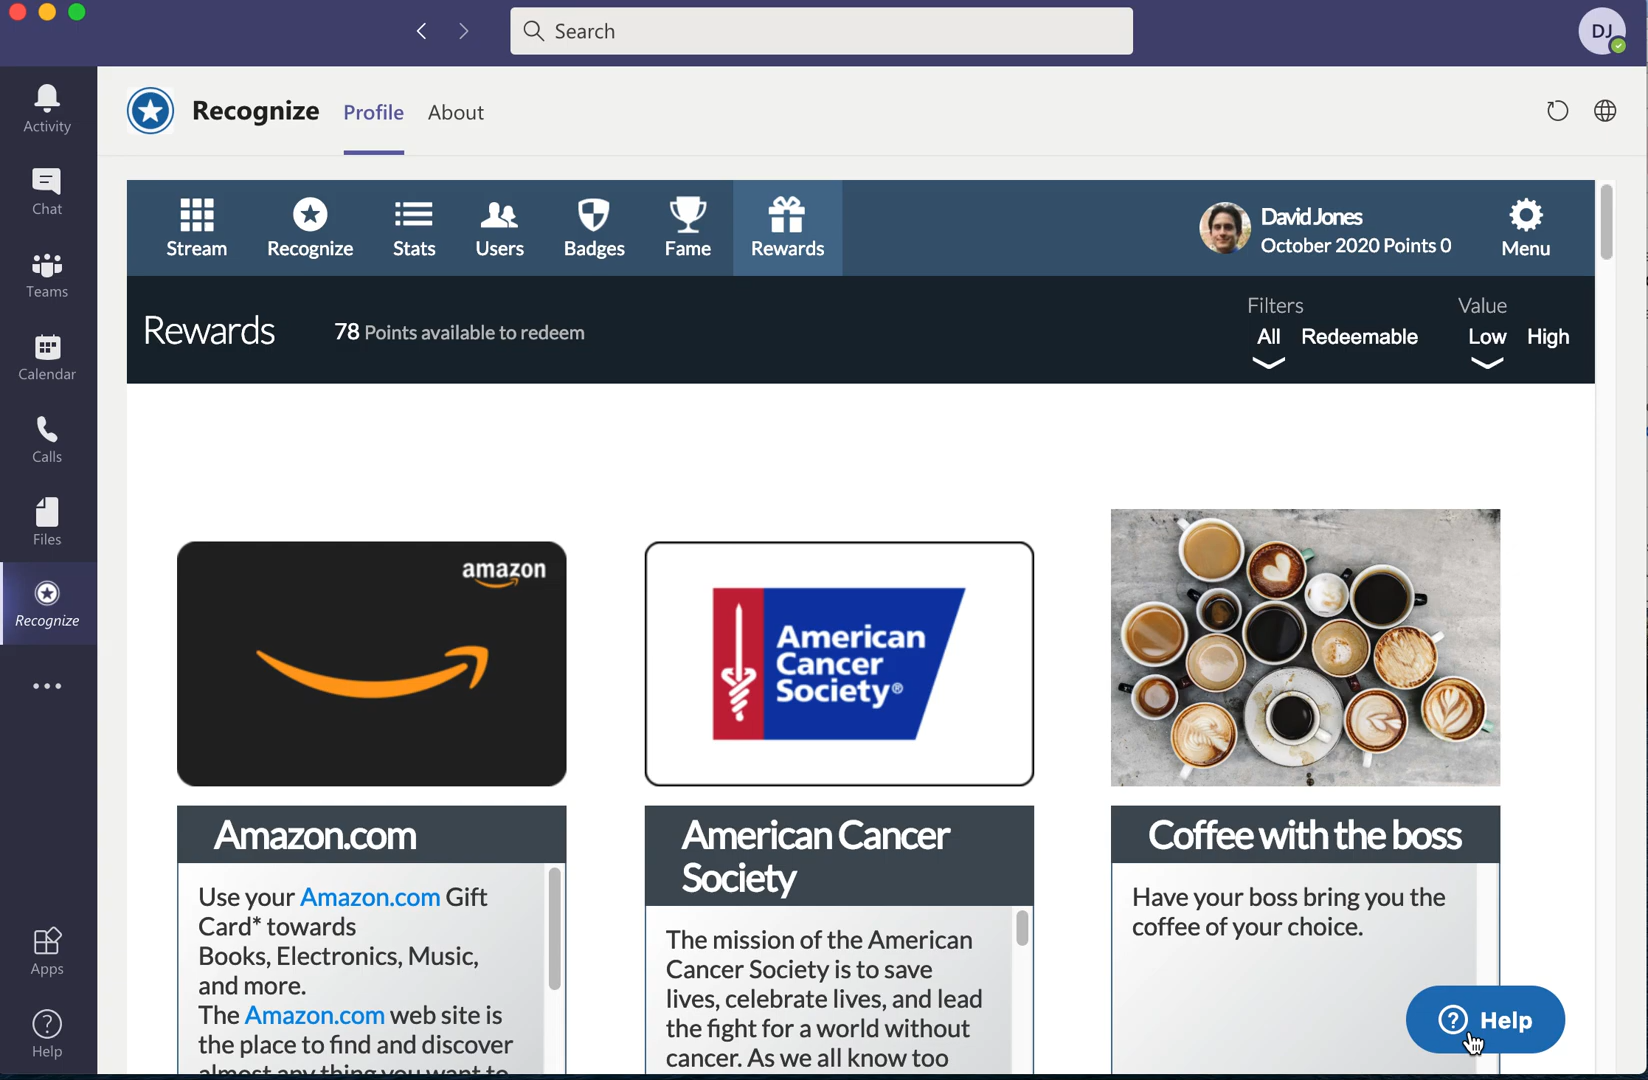 Search
DJ
Activity
Chat
Teams
Calendar
Calls
Files
Recognize
Apps
Help
Recognize Profile About
Stream Recognize Stats Users Badges Fame Rewards
David Jones
October 2020 Points 0
Menu
Rewards
78 Points available to redeem
Filters
All Redeemable
Value
Low High
amazon
American
Cancer
Society®
Amazon.com
Use your Amazon.com Gift
Card* towards
Books, Electronics, Music,
and more.
The Amazon.com web site is
the place to find and discover
almost any thing you want to
American Cancer
Society
The mission of the American
Cancer Society is to save
lives, celebrate lives, and lead
the fight for a world without
cancer. As we all know too
Coffee with the boss
Have your boss bring you the
coffee of your choice.
Help